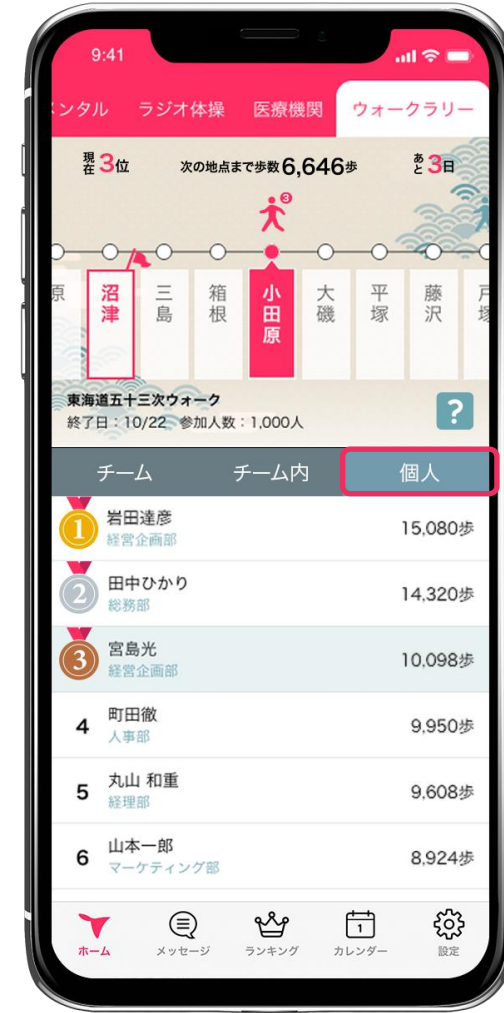 9:41
メンタル ラジオ体操 医療機関 ウォークラリー
現在3位 次の地点まで歩数6,646歩 あと3日
3
原 沼津 三島 箱根 小田原 大磯 平塚 藤沢 戸塚
東海道五十三次ウォーク
終了日：10/22 参加人数：1,000人
?
チーム チーム内 個人
1 岩田達彦 15,080歩
経営企画部
2 田中ひかり 14,320歩
総務部
3 宮島光 10,098歩
経営企画部
4 町田徹 9,950歩
人事部
5 丸山 和重 9,608歩
経理部
6 山本一郎 8,924歩
マーケティング部
1
ホーム メッセージ ランキング カレンダー 設定